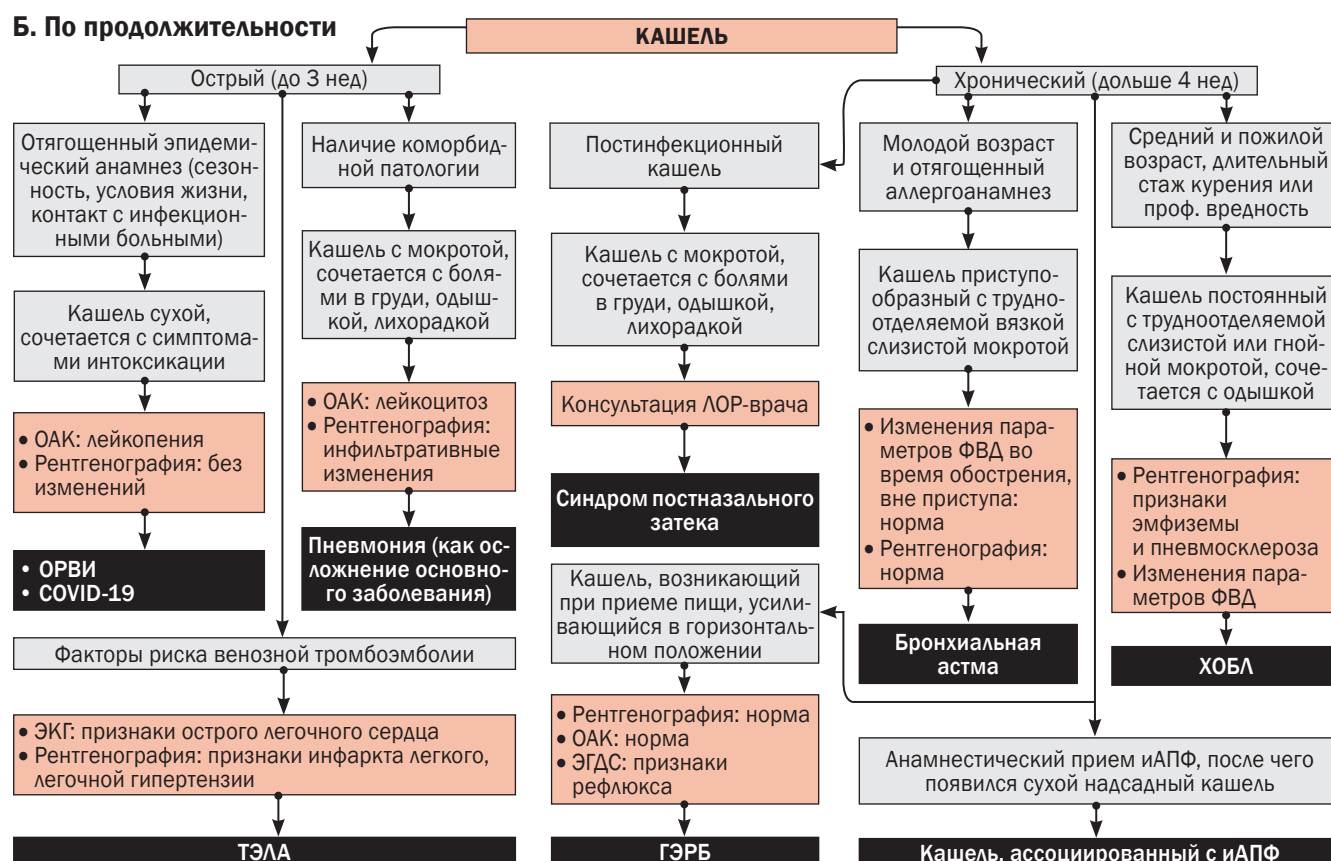 Б. По продолжительности
КАШЕЛЬ
Острый (до 3 нед)
Отягощенный эпидеми-
ческий анамнез (сезон-
ность, условия жизни,
контакт с инфекцион-
ными больными)
Кашель сухой,
сочетается с симптома-
ми интоксикации
• ОАК: лейкопения
• Рентгенография: без
изменений
• ОРВИ
• COVID-19
Наличие коморбид-
ной патологии
Кашель с мокротой,
сочетается с боля-
ми в груди, одыш-
кой, лихорадкой
• ОАК: лейкоцитоз
• Рентгенография:
инфильтративные
изменения
Пневмония (как ос-
ложнение основно-
го заболевания)
Факторы риска венозной тромбоэмболии
• ЭКГ: признаки острого легочного сердца
• Рентгенография: признаки инфаркта легкого,
легочной гипертензии
ТЭЛА
Хронический (дольше 4 нед)
Постинфекционный
кашель
Кашель с мокротой,
сочетается с болями
в груди, одышкой,
лихорадкой
Консультация ЛОР-врача
Синдром постназального
затека
Кашель, возникающий
при приеме пищи, усили-
вающийся в горизонталь-
ном положении
• Рентгенография: норма
• ОАК: норма
• ЭГДС: признаки
рефлюкса
ГЭРБ
Молодой возраст
и отягощенный
аллергоанамнез
Кашель приступо-
образный с трудно-
отделяемой вязкой
слизистой мокротой
• Изменения пара-
метров ФВД во
время обострения,
вне приступа:
норма
• Рентгенография:
норма
Бронхиальная
астма
Средний и пожилой
возраст, длительный
стаж курения или
проф. вредность
Кашель постоянный
с трудноотделяемой
слизистой или гной-
ной мокротой, соче-
тается с одышкой
• Рентгенография:
признаки
эмфиземы
и пневмосклероза
• Изменения пара-
метров ФВД
ХОБЛ
Анамнестический прием иАПФ, после чего
появился сухой надсадный кашель
Кашель, ассоциированный с иАПФ